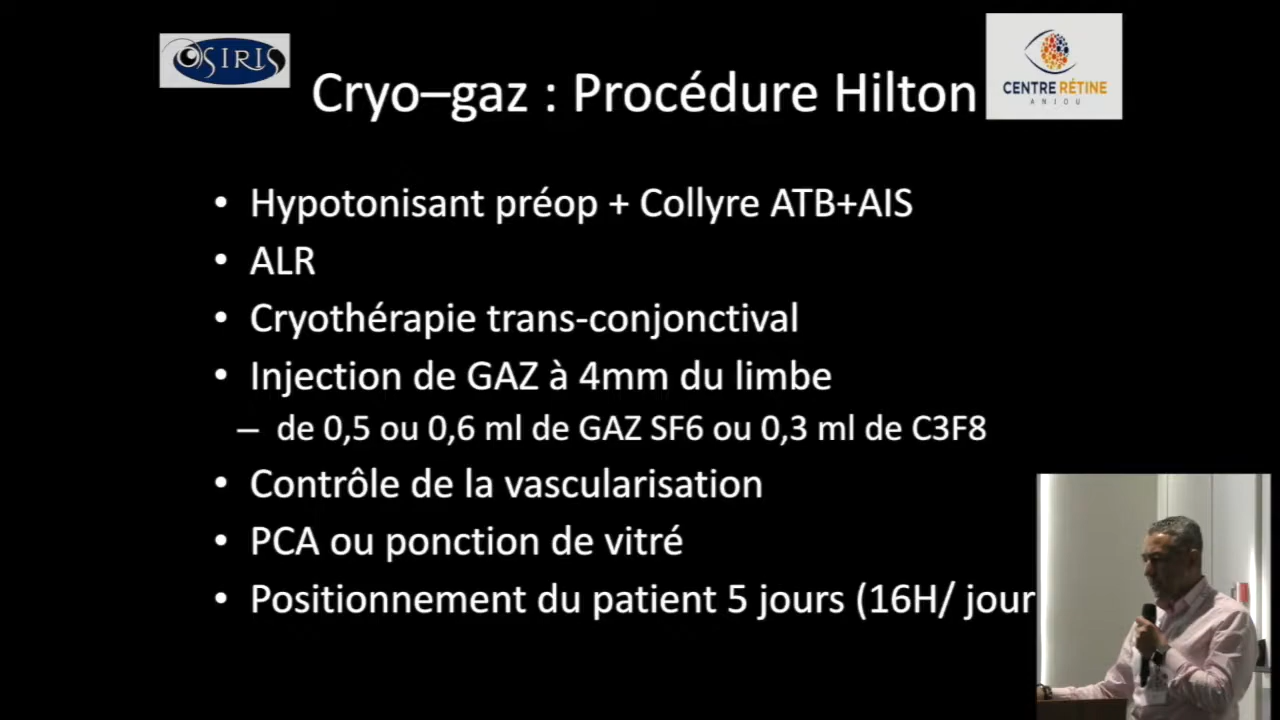 OSIRIS
CENTRE RÉTINE
ANJOU
Cryo–gaz : Procédure Hilton
• Hypotonisant préop + Collyre ATB+AIS
• ALR
• Cryothérapie trans-conjonctival
• Injection de GAZ à 4mm du limbe
– de 0,5 ou 0,6 ml de GAZ SF6 ou 0,3 ml de C3F8
• Contrôle de la vascularisation
• PCA ou ponction de vitré
• Positionnement du patient 5 jours (16H/ jour